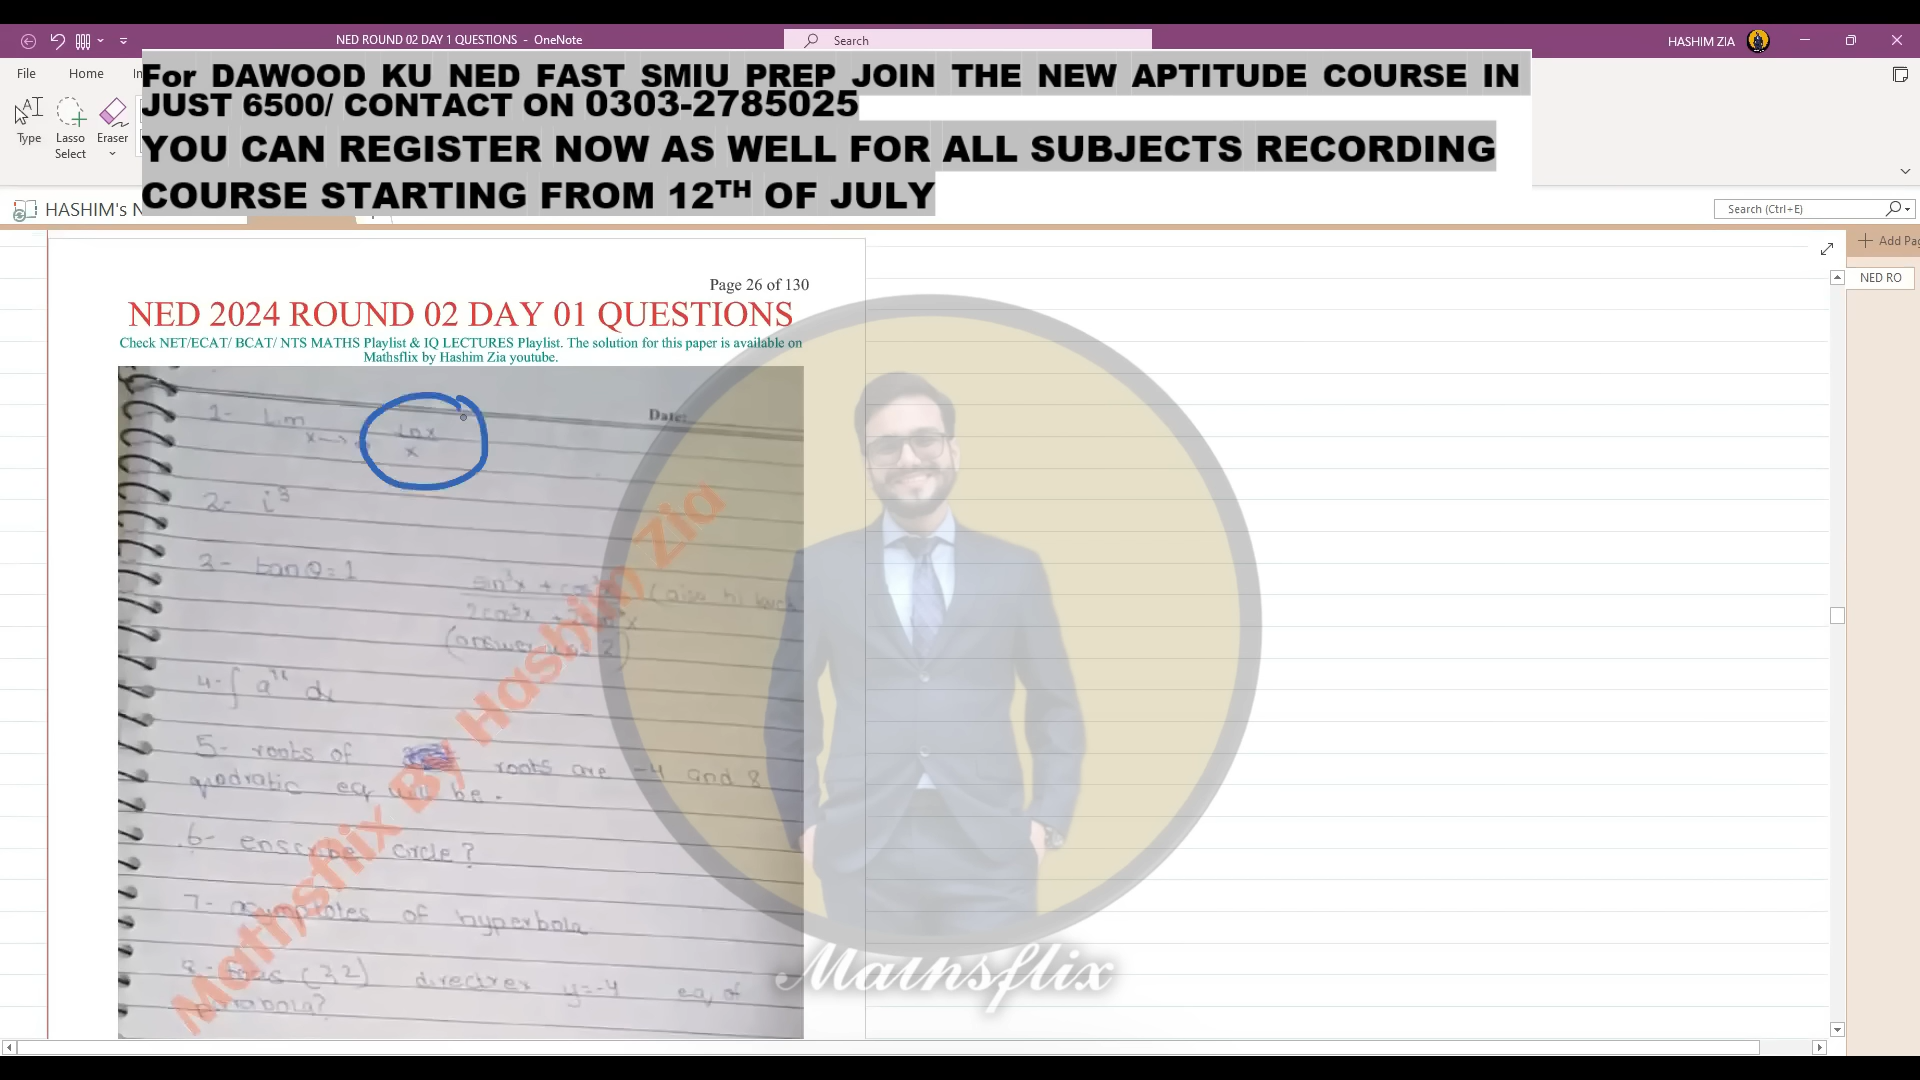 NED ROUND 02 DAY 1 QUESTIONS - OneNote
Search
HASHIM ZIA
File
Home
For DAWOOD KU NED FAST SMIU PREP JOIN THE NEW APTITUDE COURSE IN
JUST 6500/ CONTACT ON 0303-2785025
YOU CAN REGISTER NOW AS WELL FOR ALL SUBJECTS RECORDING
COURSE STARTING FROM 12TH OF JULY
Type
Lasso Select
Eraser
HASHIM's N
Search (Ctrl+E)
Add Pag
NED RO
Page 26 of 130
NED 2024 ROUND 02 DAY 01 QUESTIONS
Check NET/ECAT/ BCAT/ NTS MATHS Playlist & IQ LECTURES Playlist. The solution for this paper is available on
Mathsflix by Hashim Zia youtube.
Date:
1- Lim x→ ln x / x
2- i³
3- tanθ=1
4- ∫ a dx
5- roots of roots are -4 and 8
quadratic eq will be.
6- enscribe circle?
7- asymptotes of hyperbola
8- focus (3,2) directrex y=-4 eq of
parabola?
Mathsflix By Hashim Zia
Mathsflix